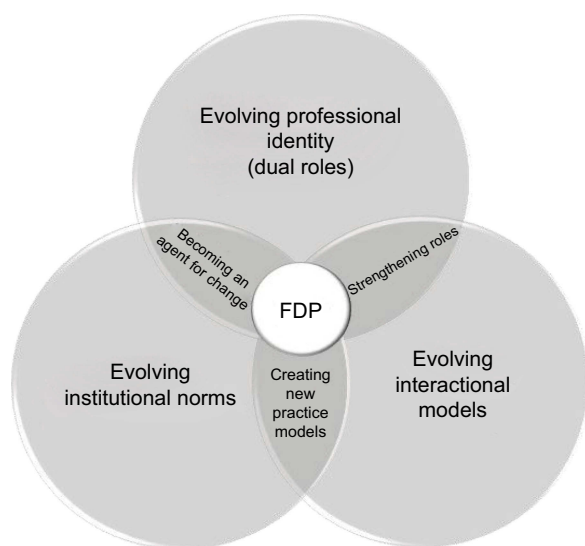 Evolving professional
identity
(dual roles)
Becoming an
agent for change
Strengthening roles
FDP
Evolving
institutional norms
Creating
new
practice
models
Evolving
interactional
models